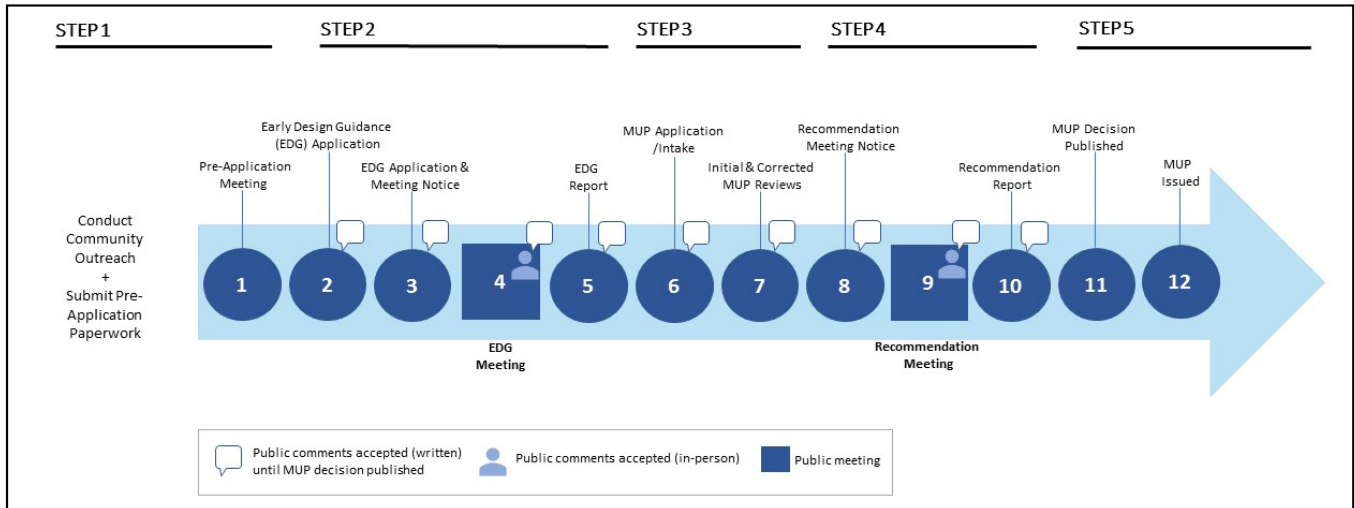 STEP1
STEP2
STEP3
STEP4
STEP5
Pre-Application
Meeting
Early Design Guidance
(EDG) Application
EDG Application &
Meeting Notice
EDG
Report
MUP Application
/Intake
Initial & Corrected
MUP Reviews
Recommendation
Meeting Notice
Recommendation
Report
MUP Decision
Published
MUP
Issued
Conduct
Community
Outreach
+
Submit Pre-
Application
Paperwork
1
2
3
4
5
6
7
8
9
10
11
12
EDG
Meeting
Recommendation
Meeting
Public comments accepted (written)
until MUP decision published
Public comments accepted (in-person)
Public meeting